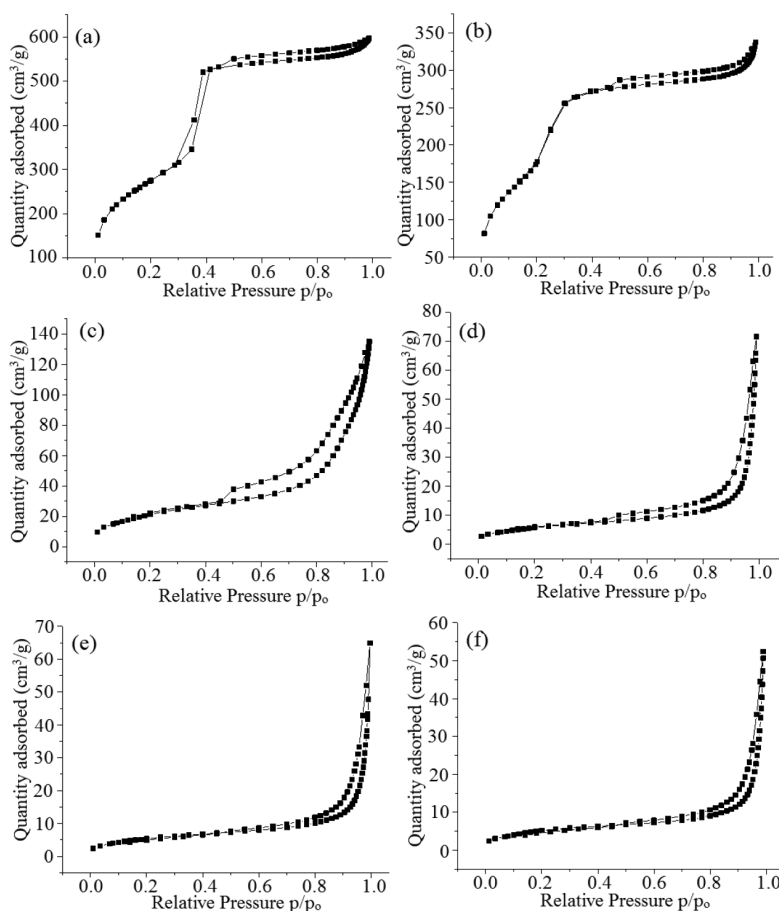 (a)
Quantity adsorbed (cm³/g)
600
500
400
300
200
100
0.0 0.2 0.4 0.6 0.8 1.0
Relative Pressure p/pₒ
(b)
Quantity adsorbed (cm³/g)
350
300
250
200
150
100
50
0.0 0.2 0.4 0.6 0.8 1.0
Relative Pressure p/pₒ
(c)
Quantity adsorbed (cm³/g)
140
120
100
80
60
40
20
0
0.0 0.2 0.4 0.6 0.8 1.0
Relative Pressure p/pₒ
(d)
Quantity adsorbed (cm³/g)
80
70
60
50
40
30
20
10
0
0.0 0.2 0.4 0.6 0.8 1.0
Relative Pressure p/pₒ
(e)
Quantity adsorbed (cm³/g)
70
60
50
40
30
20
10
0
0.0 0.2 0.4 0.6 0.8 1.0
Relative Pressure p/pₒ
(f)
Quantity adsorbed (cm³/g)
60
50
40
30
20
10
0
0.0 0.2 0.4 0.6 0.8 1.0
Relative Pressure p/pₒ